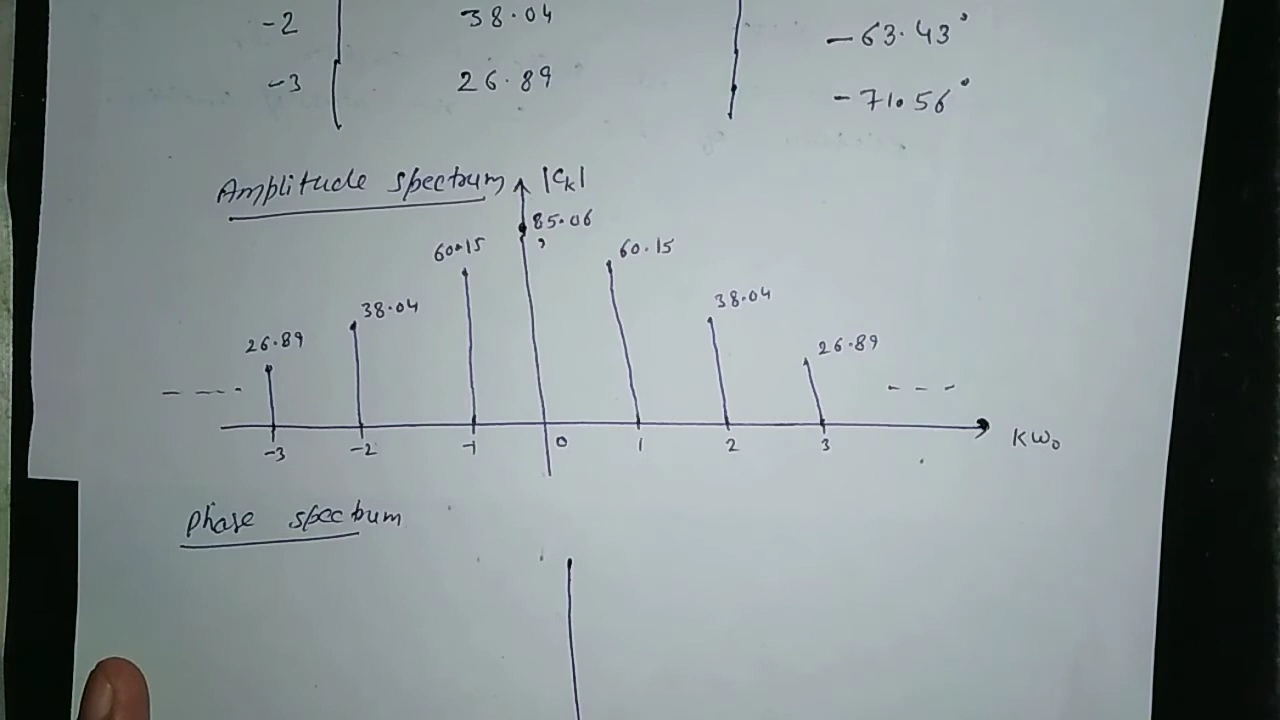 -2 38.04 -63.43°
-3 26.89 -71.56°
Amplitude spectrum |Ck|
85.06
60.15 60.15
38.04 38.04
26.89 26.89
-3 -2 -1 0 1 2 3 Kω₀
phase spectrum